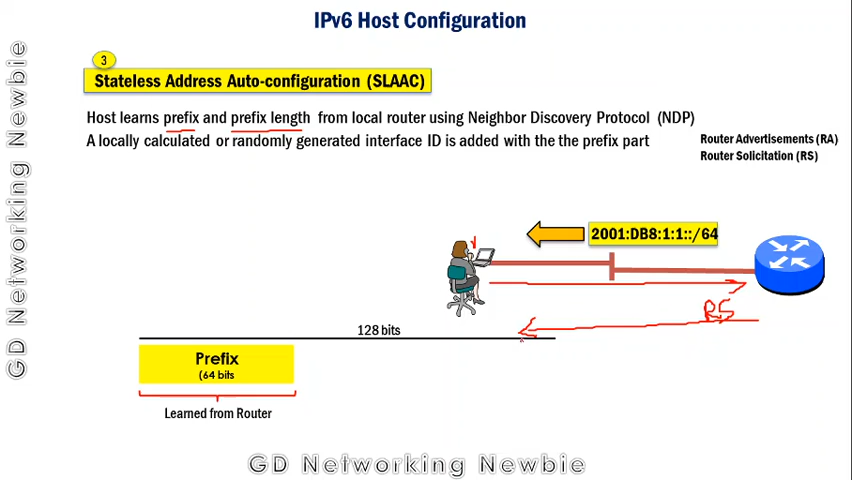 IPv6 Host Configuration
3
Stateless Address Auto-configuration (SLAAC)
Host learns prefix and prefix length from local router using Neighbor Discovery Protocol (NDP)
A locally calculated or randomly generated interface ID is added with the the prefix part
Router Advertisements (RA)
Router Solicitation (RS)
2001:DB8:1:1::/64
RS
128 bits
Prefix
(64 bits
Learned from Router
GD Networking Newbie
GD Networking Newbie